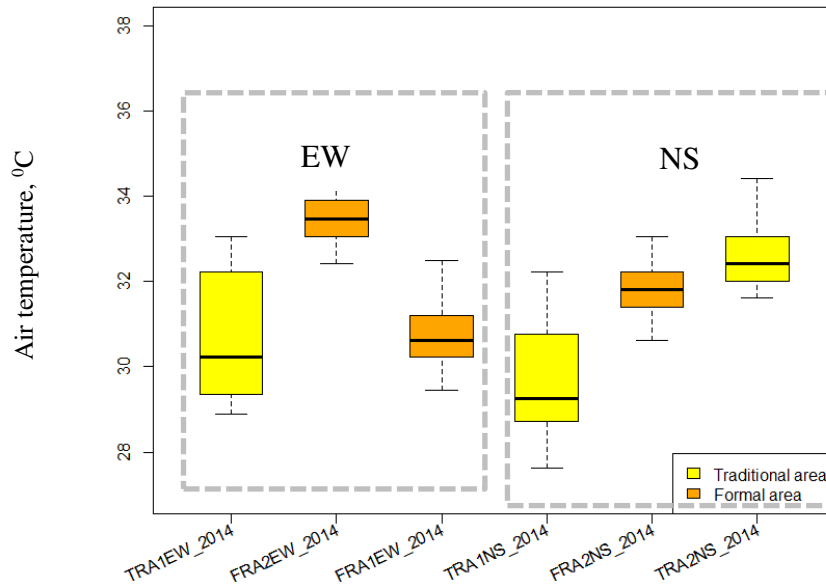 Air temperature, ⁰C
38
36
34
32
30
28
EW
NS
Traditional area
Formal area
TRA1EW_2014
FRA2EW_2014
FRA1EW_2014
TRA1NS_2014
FRA2NS_2014
TRA2NS_2014